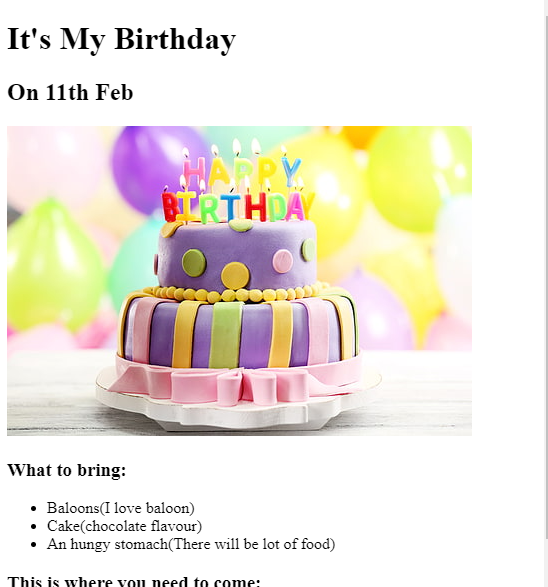 It's My Birthday
On 11th Feb
HAPPY
BIRTHDAY
What to bring:
Baloons(I love baloon)
Cake(chocolate flavour)
An hungy stomach(There will be lot of food)
This is where you need to come: